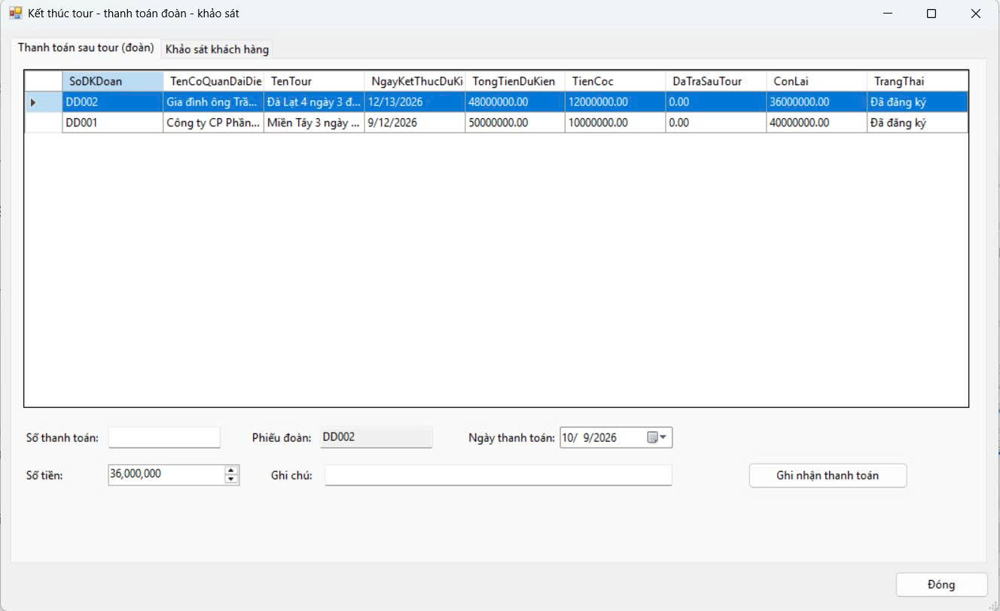 Kết thúc tour - thanh toán đoàn - khảo sát
Thanh toán sau tour (đoàn) Khảo sát khách hàng
SoDKDoan TenCoQuanDaiDie TenTour NgayKetThucDuKi TongTienDuKien TienCoc DaTraSauTour ConLai TrangThai
DD002 Gia đình ông Trầ... Đà Lạt 4 ngày 3 đ... 12/13/2026 48000000.00 12000000.00 0.00 36000000.00 Đã đăng ký
DD001 Công ty CP Phần... Miền Tây 3 ngày ... 9/12/2026 50000000.00 10000000.00 0.00 40000000.00 Đã đăng ký
Số thanh toán: Phiếu đoàn: DD002 Ngày thanh toán: 10/ 9/2026
Số tiền: 36,000,000 Ghi chú: Ghi nhận thanh toán
Đóng